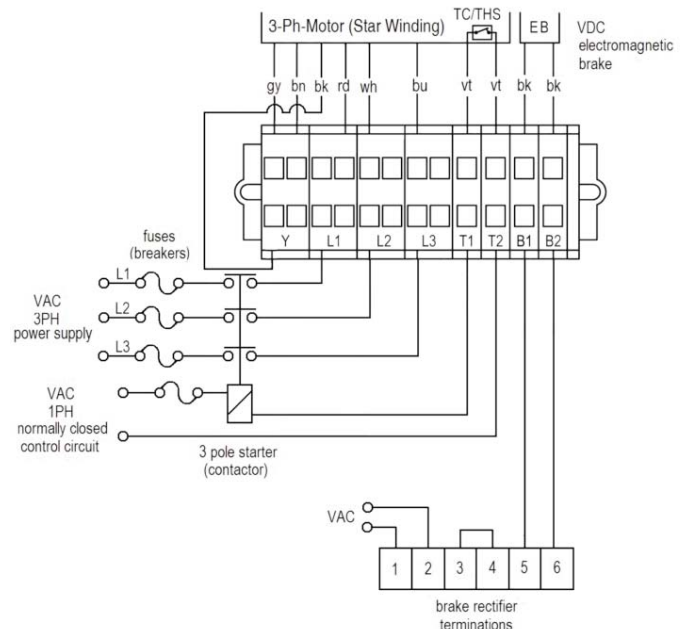 TC/THS
3-Ph-Motor (Star Winding)
EB
VDC
electromagnetic
brake
gy bn bk rd wh bu vt vt bk bk
Y L1 L2 L3 T1 T2 B1 B2
fuses
(breakers)
L1
L2
L3
VAC
3PH
power supply
VAC
1PH
normally closed
control circuit
3 pole starter
(contactor)
VAC
1 2 3 4 5 6
brake rectifier
terminations